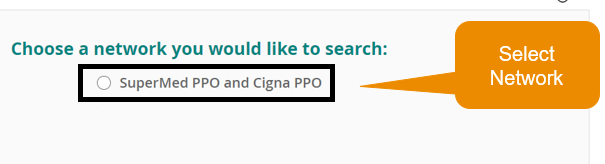 Choose a network you would like to search:
SuperMed PPO and Cigna PPO
Select
Network